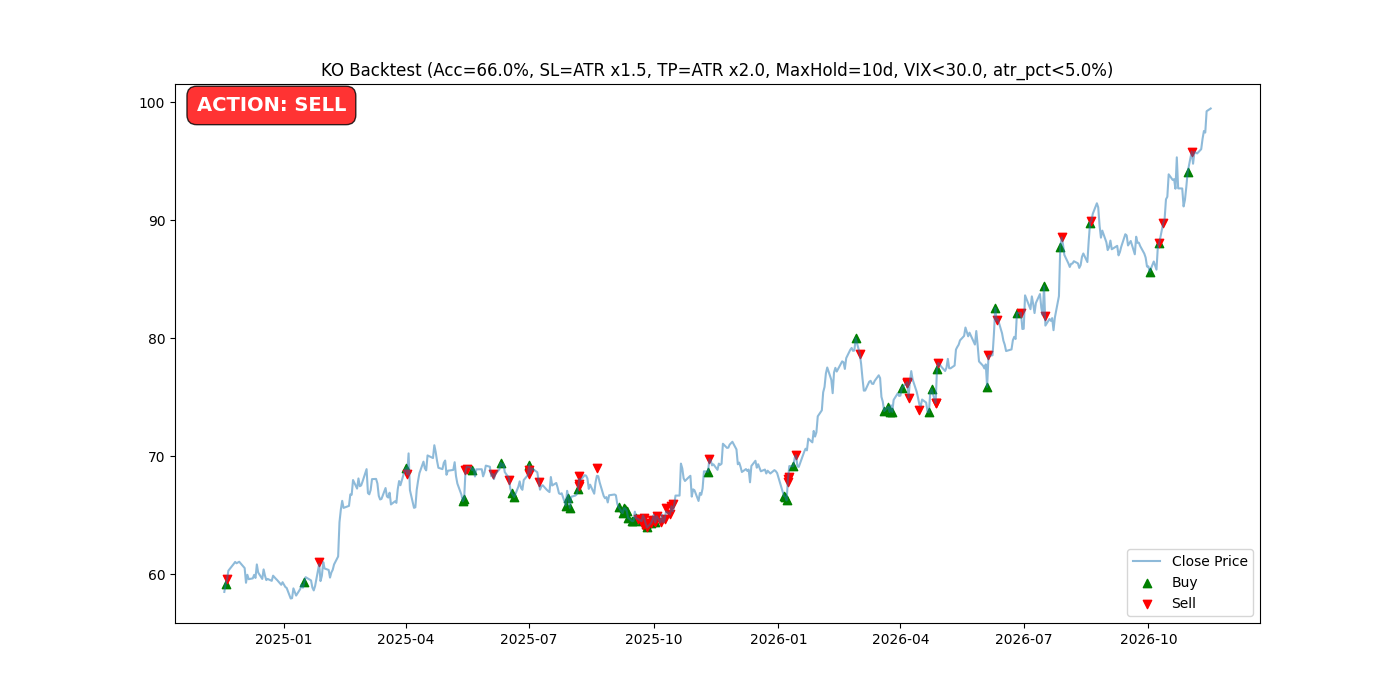 KO Backtest (Acc=66.0%, SL=ATR x1.5, TP=ATR x2.0, MaxHold=10d, VIX<30.0, atr_pct<5.0%)
ACTION: SELL
100
90
80
70
60
2025-01
2025-04
2025-07
2025-10
2026-01
2026-04
2026-07
2026-10
Close Price
Buy
Sell